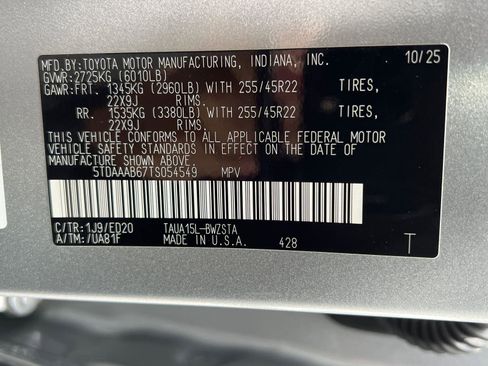 MFD.BY:TOYOTA MOTOR MANUFACTURING, INDIANA, INC. 10/25
GVWR:2725KG (6010LB)
GAWR:FRT. 1345KG (2960LB) WITH 255/45R22 TIRES,
22X9J RIMS.
RR. 1535KG (3380LB) WITH 255/45R22 TIRES,
22X9J RIMS.
THIS VEHICLE CONFORMS TO ALL APPLICABLE FEDERAL MOTOR
VEHICLE SAFETY STANDARDS IN EFFECT ON THE DATE OF
MANUFACTURE SHOWN ABOVE.
5TDAAAB67TS054549 MPV
C/TR:1J9/ED20 TAUA15L-BWZSTA
A/TM:/UA81F MADE IN U.S.A. 428 T